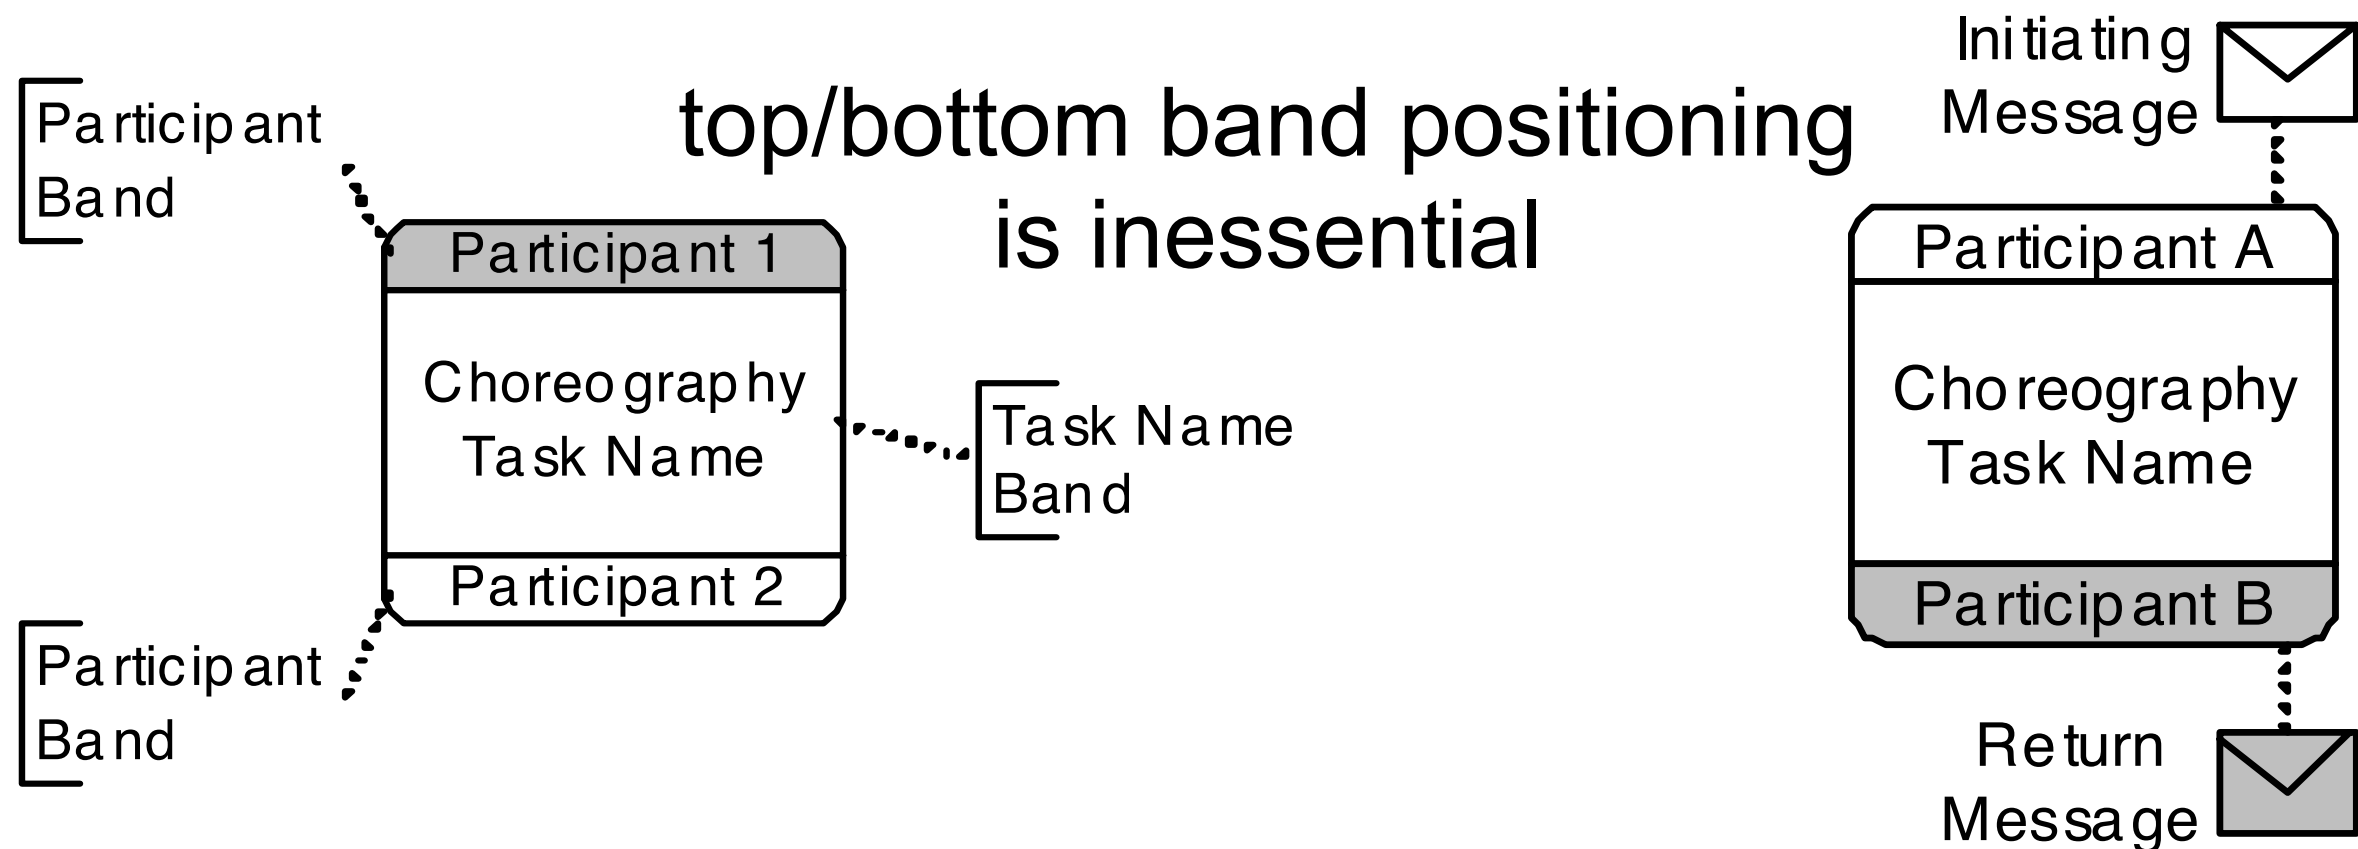 Participant
Band
top/bottom band positioning
is inessential
Initiating
Message
Participant 1
Choreography
Task Name
Participant 2
Task Name
Band
Participant
Band
Participant A
Choreography
Task Name
Participant B
Return
Message